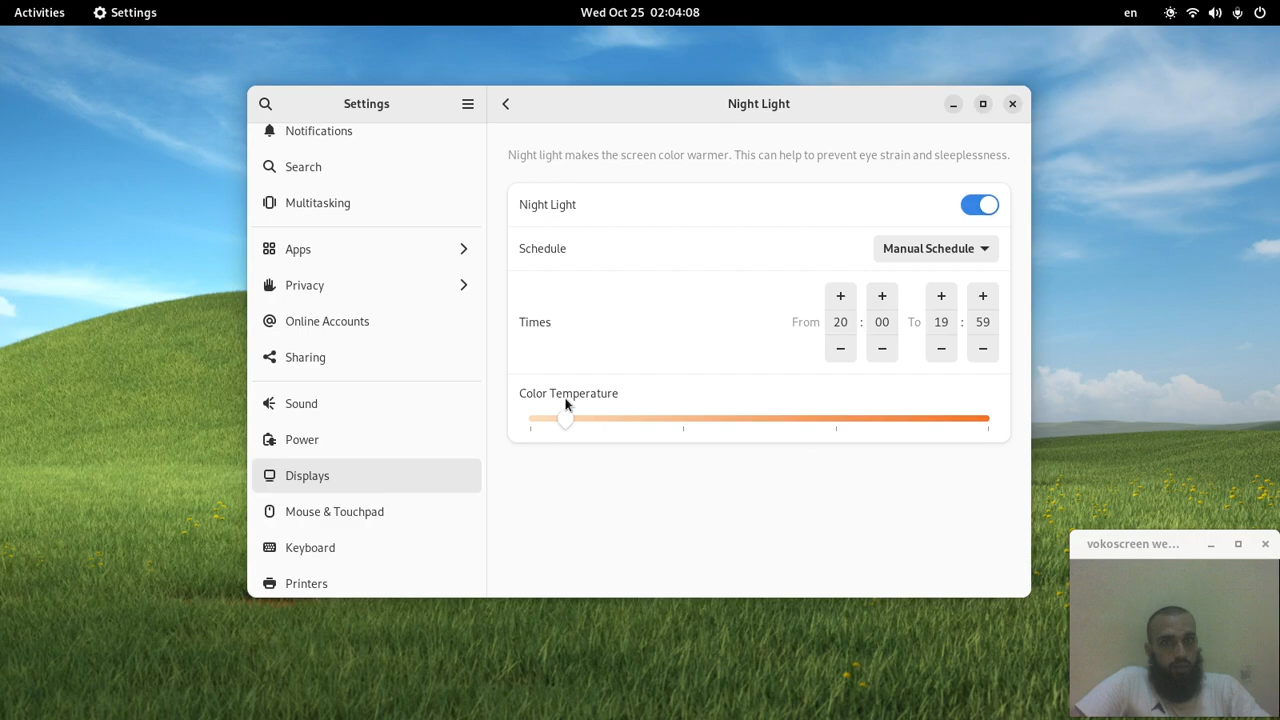 Activities
Settings
Wed Oct 25 02:04:08
en
Settings
Night Light
Notifications
Search
Multitasking
Apps
Privacy
Online Accounts
Sharing
Sound
Power
Displays
Mouse & Touchpad
Keyboard
Printers
Night light makes the screen color warmer. This can help to prevent eye strain and sleeplessness.
Night Light
Schedule
Manual Schedule
+ + + +
Times From 20 : 00 To 19 : 59
− − − −
Color Temperature
vokoscreen we...